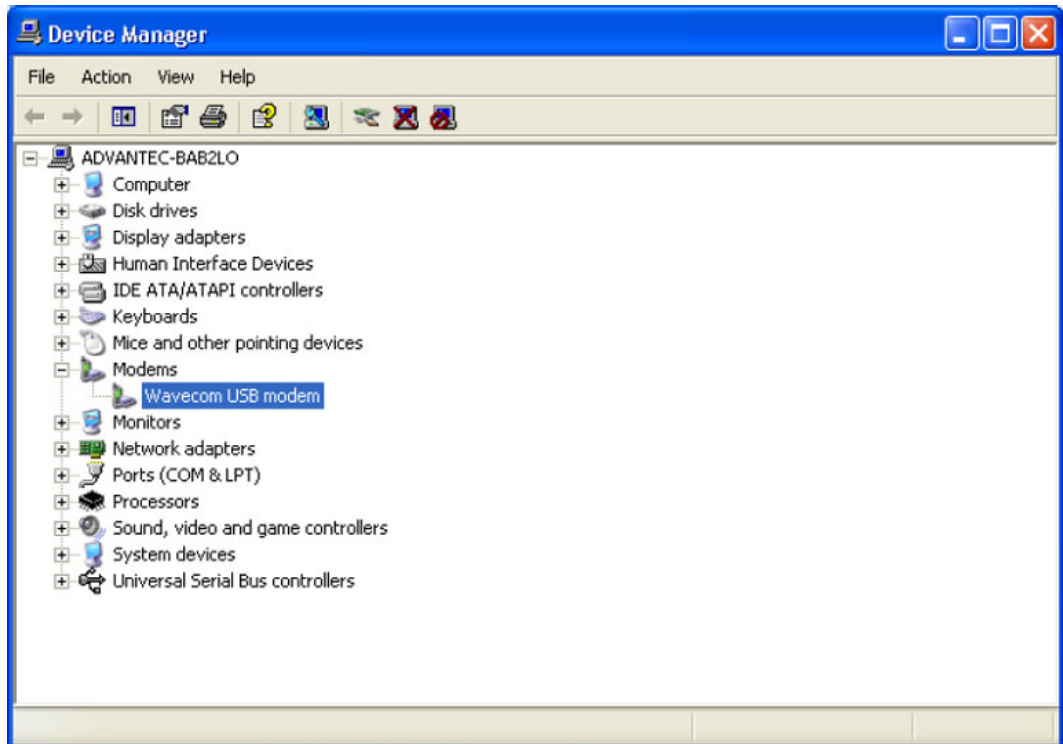 Device Manager
File Action View Help
ADVANTEC-BAB2LO
Computer
Disk drives
Display adapters
Human Interface Devices
IDE ATA/ATAPI controllers
Keyboards
Mice and other pointing devices
Modems
Wavecom USB modem
Monitors
Network adapters
Ports (COM & LPT)
Processors
Sound, video and game controllers
System devices
Universal Serial Bus controllers